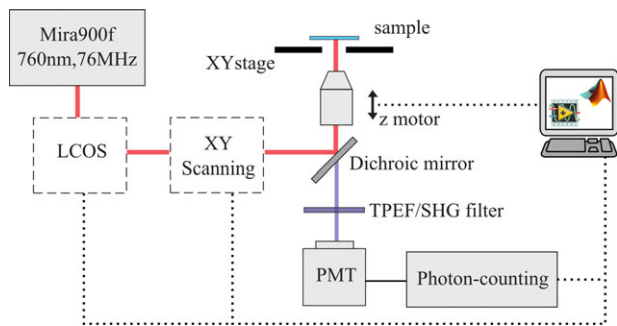 Mira900f
760nm,76MHz
sample
XYstage
z motor
LCOS
XY
Scanning
Dichroic mirror
TPEF/SHG filter
PMT
Photon-counting